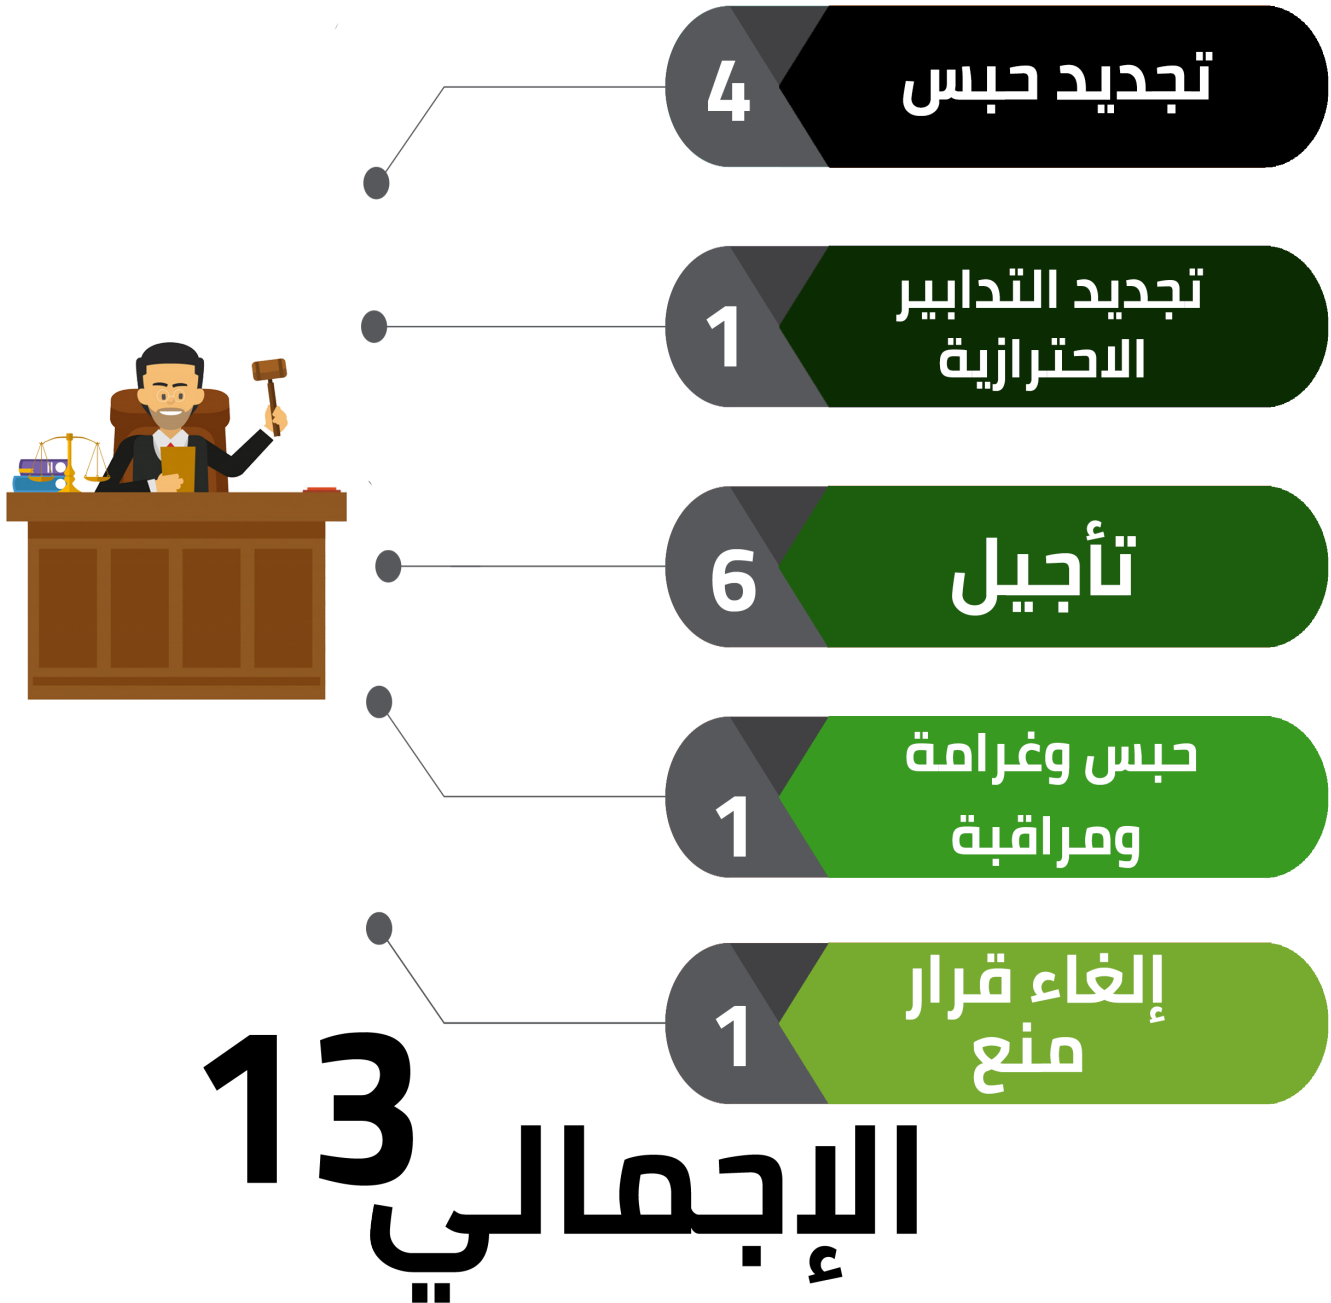 تجديد حبس
4
تجديد التدابير
الاحترازية
1
تأجيل
6
حبس وغرامة
ومراقبة
1
إلغاء قرار
منع
1
الإجمالي 13